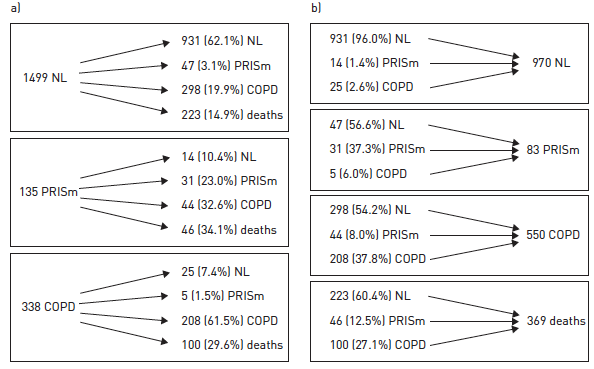 a)
1499 NL
931 (62.1%) NL
47 (3.1%) PRISm
298 (19.9%) COPD
223 (14.9%) deaths
135 PRISm
14 (10.4%) NL
31 (23.0%) PRISm
44 (32.6%) COPD
46 (34.1%) deaths
338 COPD
25 (7.4%) NL
5 (1.5%) PRISm
208 (61.5%) COPD
100 (29.6%) deaths
b)
931 (96.0%) NL
14 (1.4%) PRISm
25 (2.6%) COPD
970 NL
47 (56.6%) NL
31 (37.3%) PRISm
5 (6.0%) COPD
83 PRISm
298 (54.2%) NL
44 (8.0%) PRISm
208 (37.8%) COPD
550 COPD
223 (60.4%) NL
46 (12.5%) PRISm
100 (27.1%) COPD
369 deaths